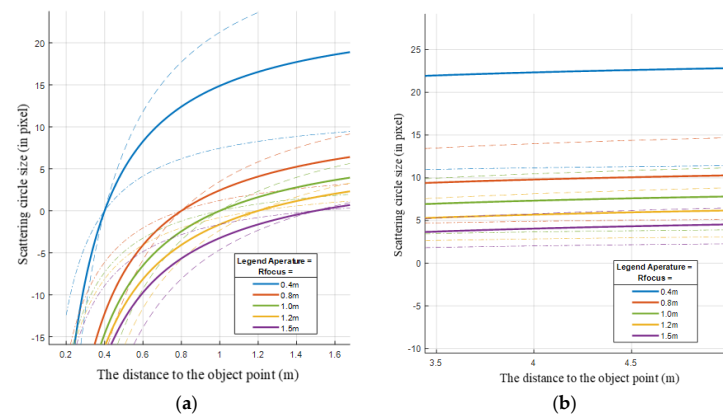 Scattering circle size (in pixel)
20
15
10
5
0
-5
-10
-15
0.2
0.4
0.6
0.8
1
1.2
1.4
1.6
The distance to the object point (m)
Legend Aperature =
Rfocus =
0.4m
0.8m
1.0m
1.2m
1.5m
(a)
Scattering circle size (in pixel)
25
20
15
10
5
0
-5
-10
3.5
4
4.5
The distance to the object point (m)
Legend Aperature =
Rfocus =
0.4m
0.8m
1.0m
1.2m
1.5m
(b)